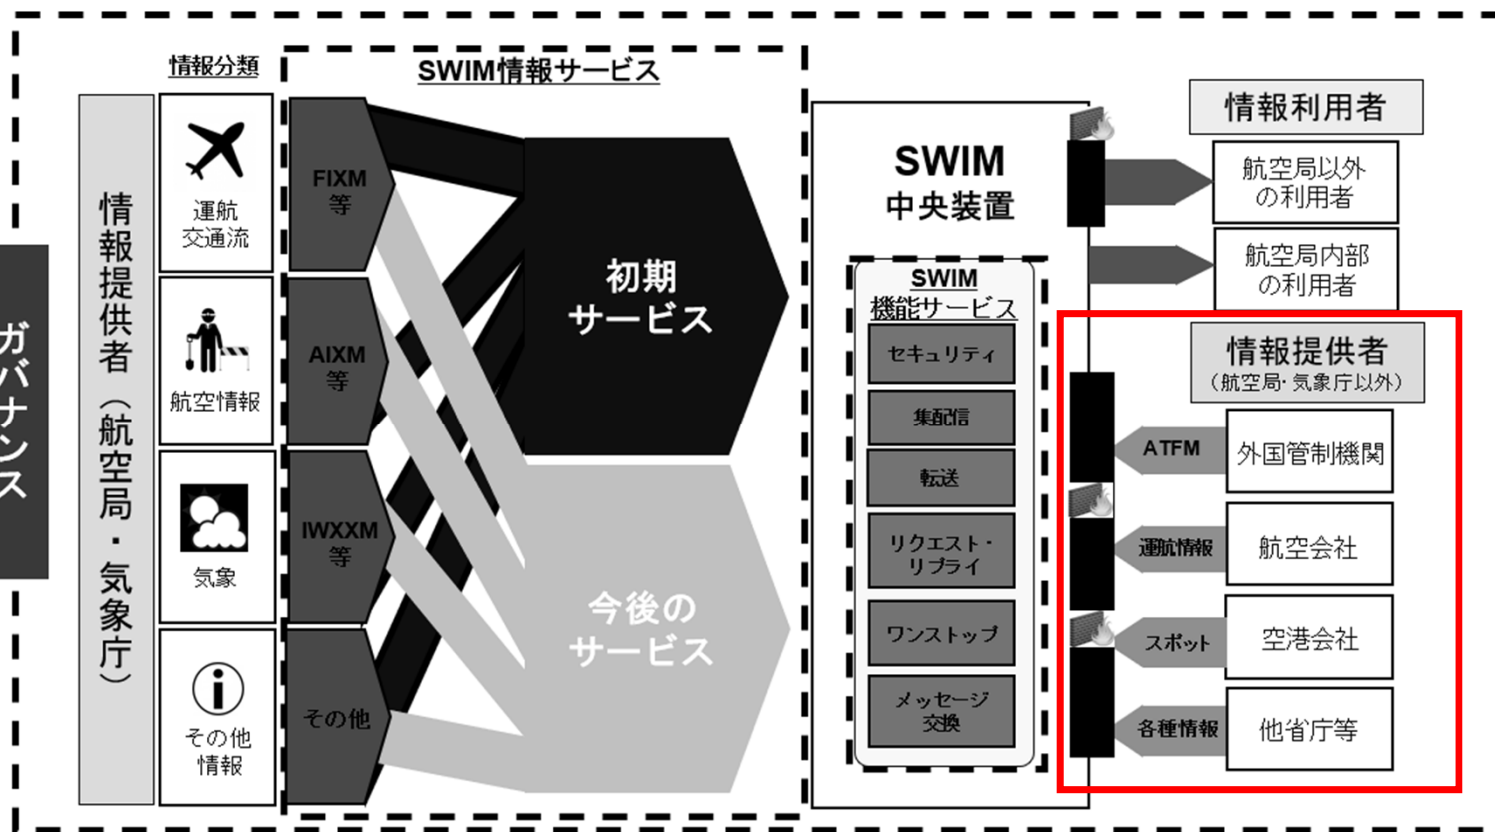 ガバナンス
情報提供者（航空局・気象庁）
情報分類
運航
交通流
航空情報
気象
その他
情報
SWIM情報サービス
FIXM
等
AIXM
等
IWXXM
等
その他
初期
サービス
今後の
サービス
SWIM
中央装置
SWIM
機能サービス
セキュリティ
集配信
転送
リクエスト・
リプライ
ワンストップ
メッセージ
交換
情報利用者
航空局以外
の利用者
航空局内部
の利用者
情報提供者
（航空局・気象庁以外）
ATFM
外国管制機関
運航情報
航空会社
スポット
空港会社
各種情報
他省庁等